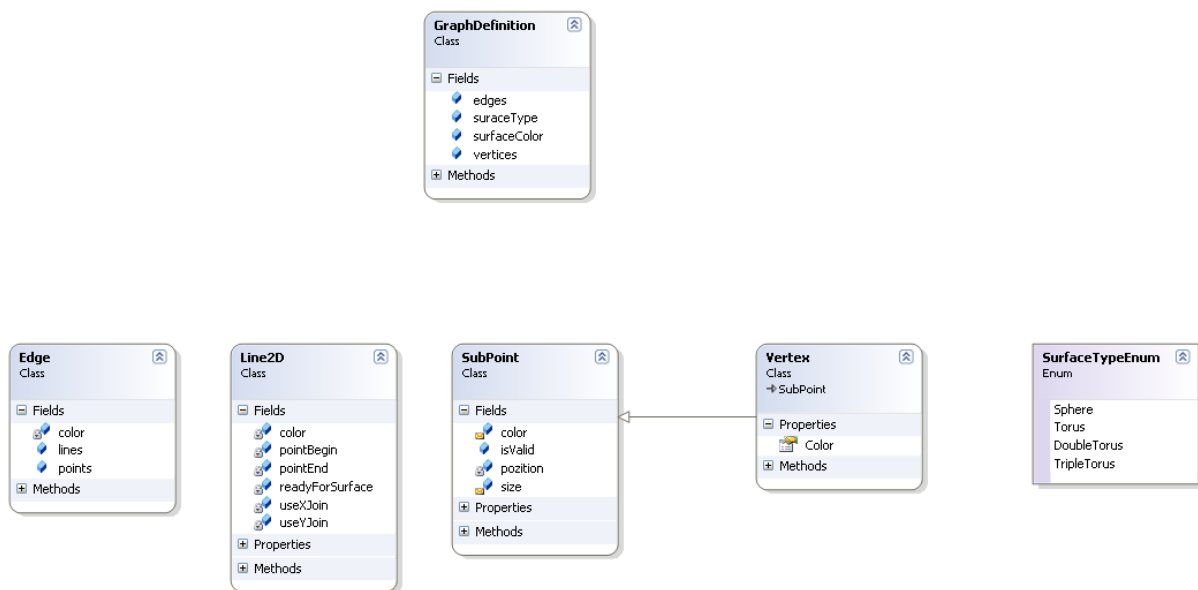 GraphDefinition
Class
Fields
edges
suraceType
surfaceColor
vertices
Methods
Edge
Class
Fields
color
lines
points
Methods
Line2D
Class
Fields
color
pointBegin
pointEnd
readyForSurface
useXJoin
useYJoin
Properties
Methods
SubPoint
Class
Fields
color
isValid
pozition
size
Properties
Methods
Vertex
Class
SubPoint
Properties
Color
Methods
SurfaceTypeEnum
Enum
Sphere
Torus
DoubleTorus
TripleTorus